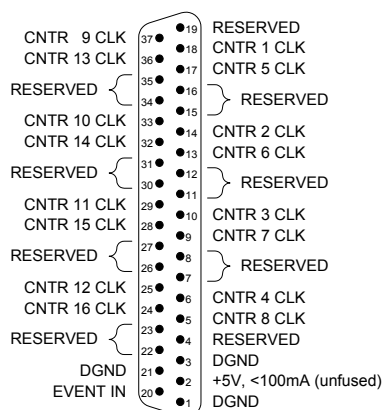 CNTR 9 CLK
CNTR 13 CLK
RESERVED
CNTR 10 CLK
CNTR 14 CLK
RESERVED
CNTR 11 CLK
CNTR 15 CLK
RESERVED
CNTR 12 CLK
CNTR 16 CLK
RESERVED
DGND
EVENT IN
37
36
35
34
33
32
31
30
29
28
27
26
25
24
23
22
21
20
19
18
17
16
15
14
13
12
11
10
9
8
7
6
5
4
3
2
1
RESERVED
CNTR 1 CLK
CNTR 5 CLK
RESERVED
CNTR 2 CLK
CNTR 6 CLK
RESERVED
CNTR 3 CLK
CNTR 7 CLK
RESERVED
CNTR 4 CLK
CNTR 8 CLK
RESERVED
DGND
+5V, <100mA (unfused)
DGND